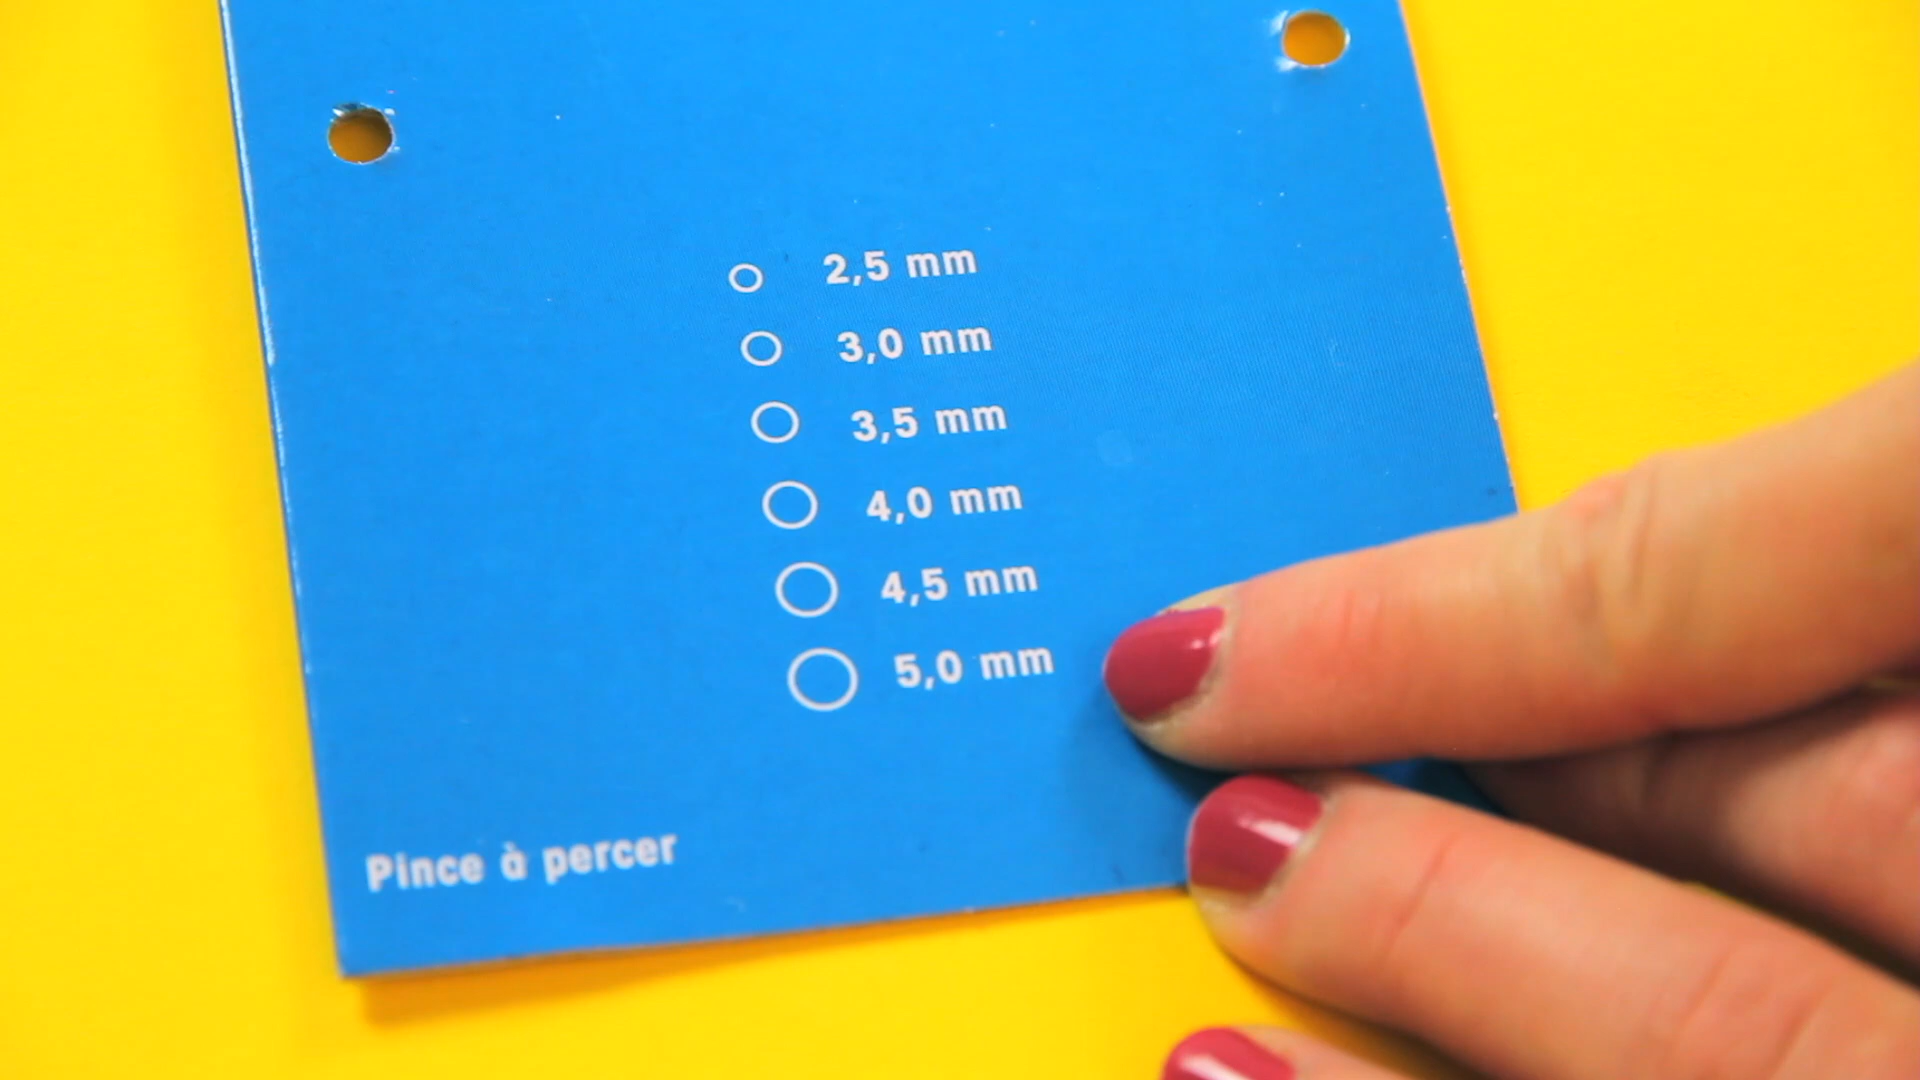 2,5 mm
3,0 mm
3,5 mm
4,0 mm
4,5 mm
5,0 mm
Pince à percer